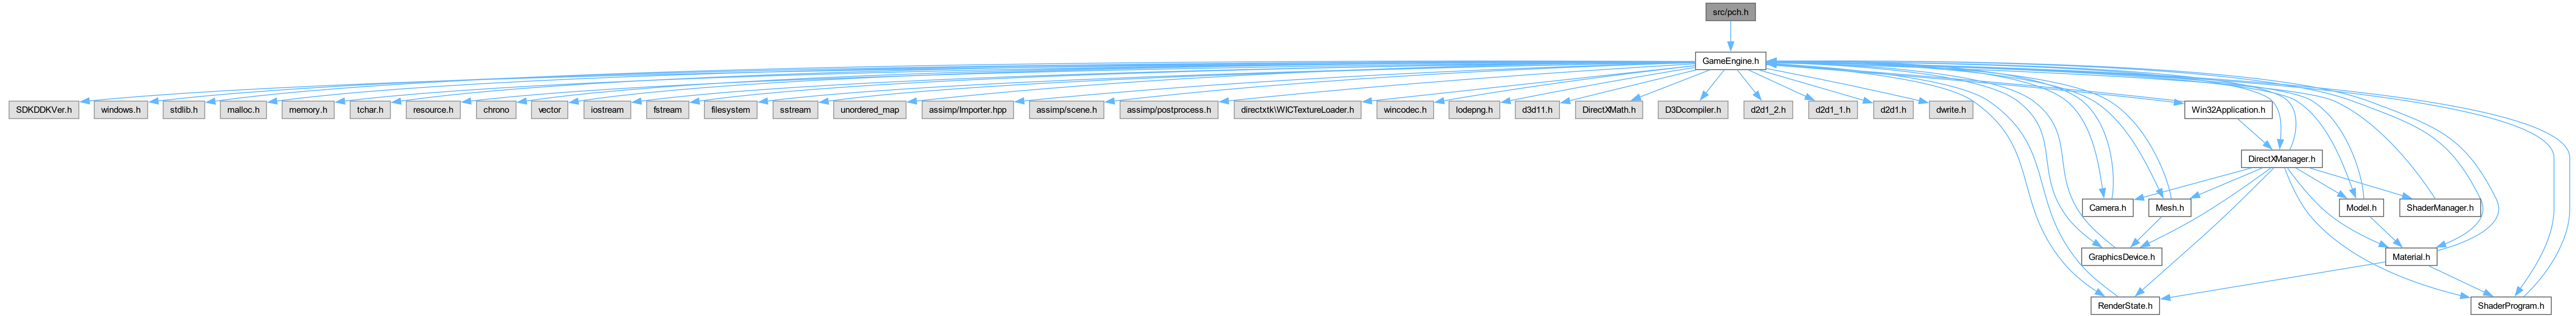 src/pch.h
GameEngine.h
SDKDDKVer.h
windows.h
stdlib.h
malloc.h
memory.h
tchar.h
resource.h
chrono
vector
iostream
fstream
filesystem
sstream
unordered_map
assimp/Importer.hpp
assimp/scene.h
assimp/postprocess.h
directxtk\WICTextureLoader.h
wincodec.h
lodepng.h
d3d11.h
DirectXMath.h
D3Dcompiler.h
d2d1_2.h
d2d1_1.h
d2d1.h
dwrite.h
Win32Application.h
DirectXManager.h
Camera.h
Mesh.h
Model.h
ShaderManager.h
GraphicsDevice.h
Material.h
RenderState.h
ShaderProgram.h